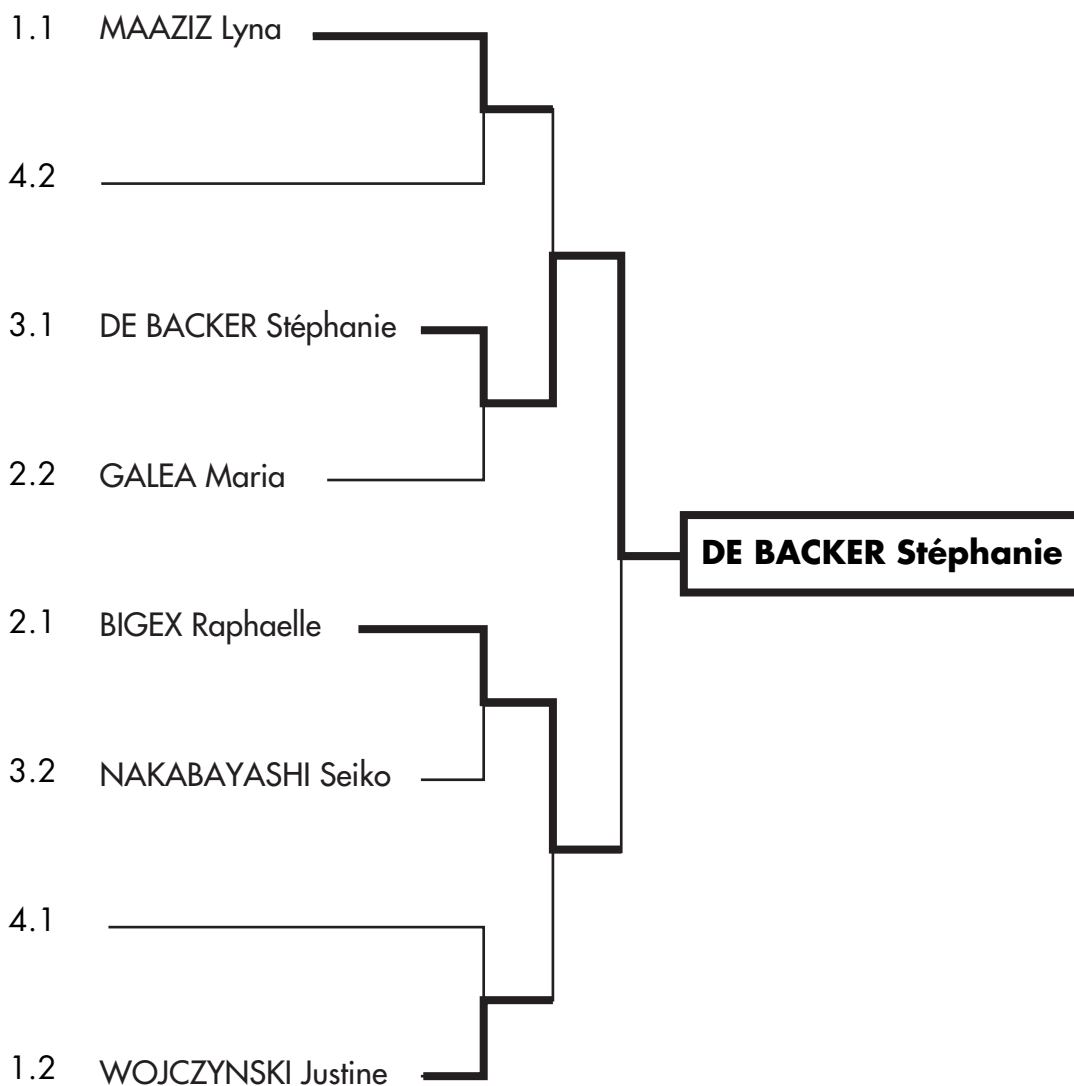 1.1 MAAZIZ Lyna
4.2
3.1 DE BACKER Stéphanie
2.2 GALEA Maria
DE BACKER Stéphanie
2.1 BIGEX Raphaelle
3.2 NAKABAYASHI Seiko
4.1
1.2 WOJCZYNSKI Justine